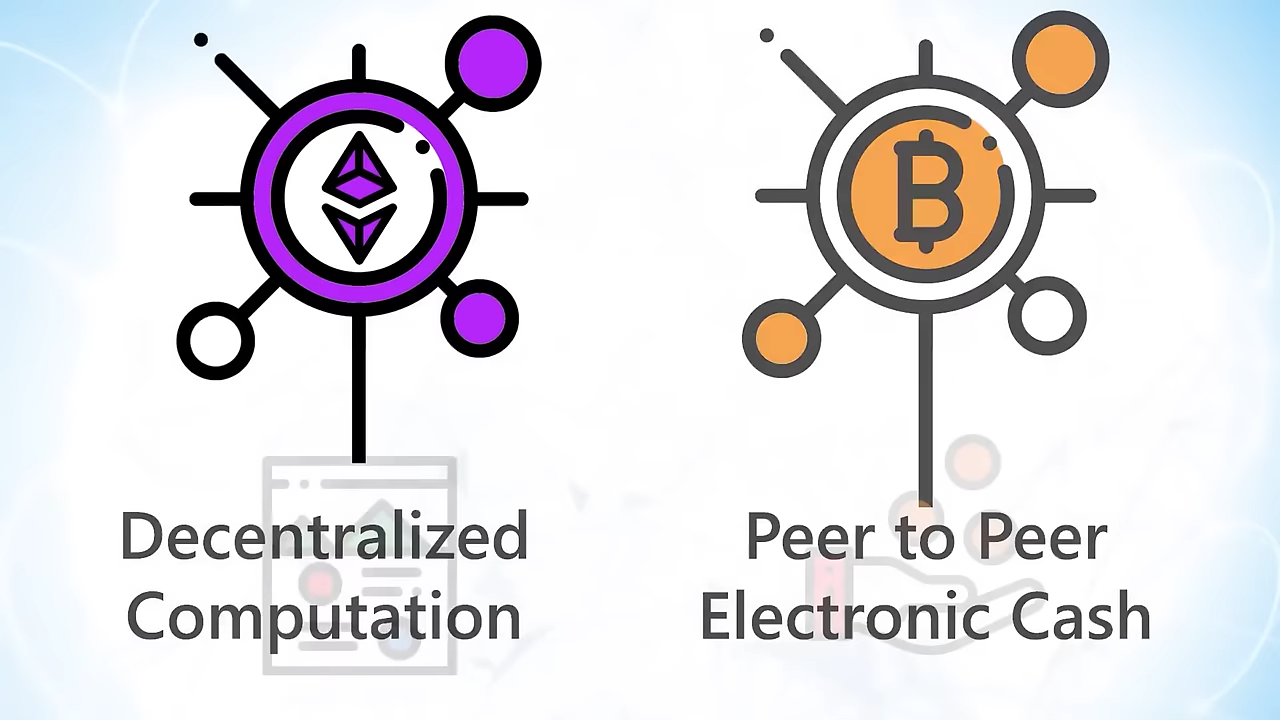 Decentralized
Computation
Peer to Peer
Electronic Cash